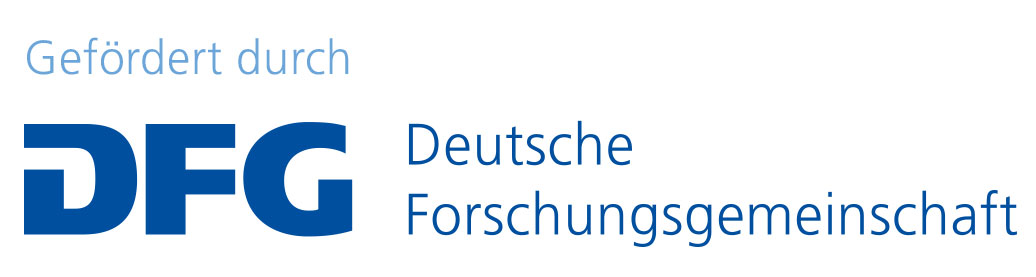 Gefördert durch
DFG
Deutsche
Forschungsgemeinschaft